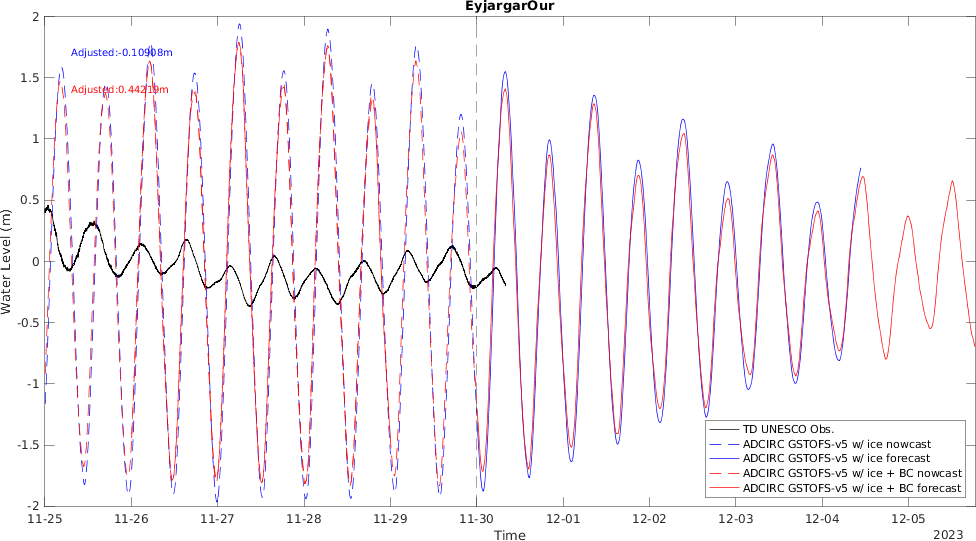 EyjargarOur
Adjusted:-0.10908m
Adjusted:0.44219m
Water Level (m)
2
1.5
1
0.5
0
-0.5
-1
-1.5
-2
TD UNESCO Obs.
ADCIRC GSTOFS-v5 w/ ice nowcast
ADCIRC GSTOFS-v5 w/ ice forecast
ADCIRC GSTOFS-v5 w/ ice + BC nowcast
ADCIRC GSTOFS-v5 w/ ice + BC forecast
11-25 11-26 11-27 11-28 11-29 11-30 12-01 12-02 12-03 12-04 12-05
Time
2023